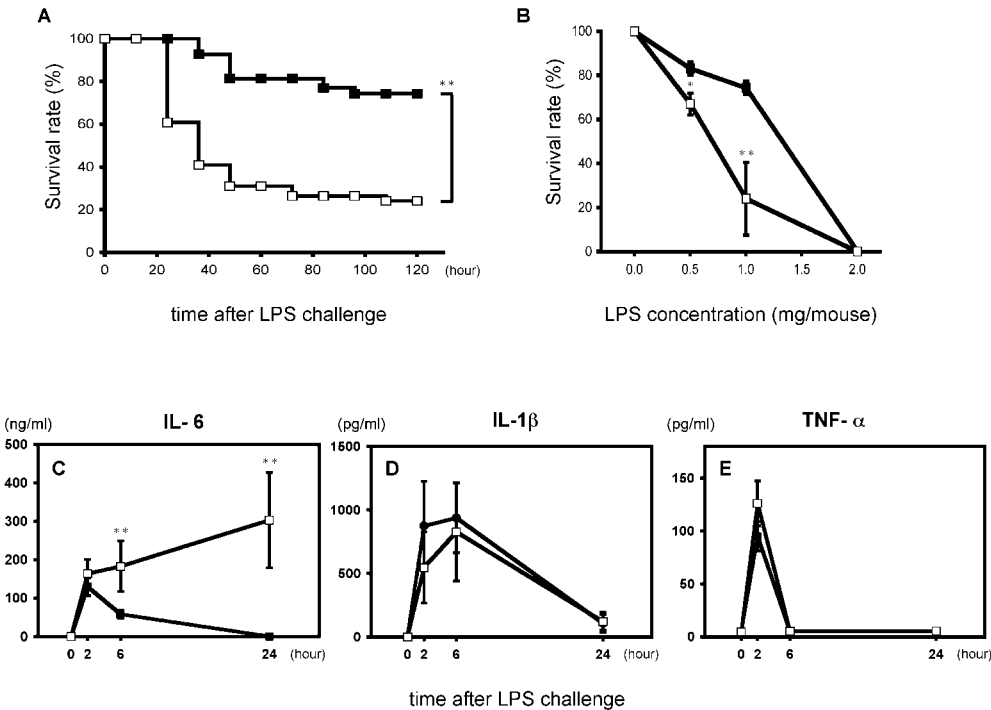 A
Survival rate (%)
100
80
60
40
20
0
**
0 20 40 60 80 100 120 (hour)
time after LPS challenge
B
Survival rate (%)
100
80
60
40
20
0
*
**
0.0 0.5 1.0 1.5 2.0
LPS concentration (mg/mouse)
(ng/ml) IL- 6
C
500
400
300
200
100
0
**
**
0 2 6 24 (hour)
(pg/ml) IL-1β
D
1500
1000
500
0
0 2 6 24 (hour)
(pg/ml) TNF- α
E
150
100
50
0
0 2 6 24 (hour)
time after LPS challenge